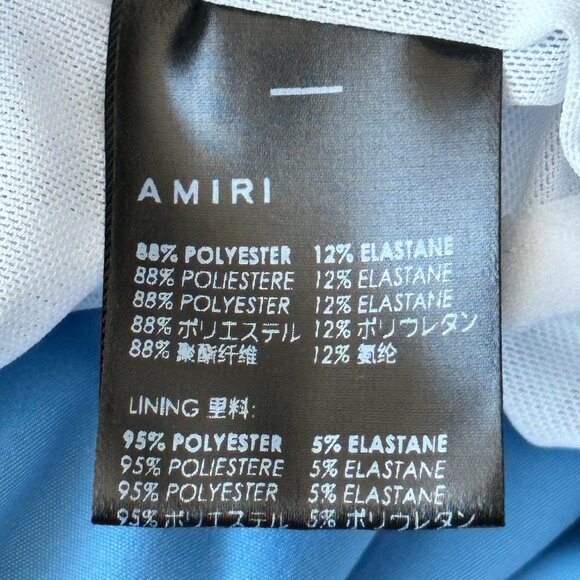 AMIRI
88% POLYESTER 12% ELASTANE
88% POLIESTERE 12% ELASTANE
88% POLYESTER 12% ELASTANE
88% ポリエステル 12% ポリウレタン
88% 聚酯纤维 12% 氨纶
LINING 里料:
95% POLYESTER 5% ELASTANE
95% POLIESTERE 5% ELASTANE
95% POLYESTER 5% ELASTANE
95% ポリエステル 5% ポリウレタン